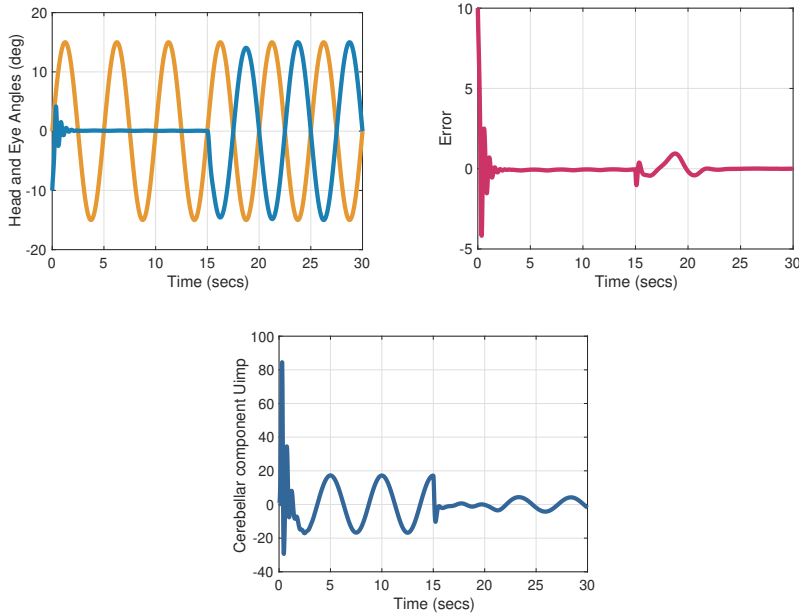 Head and Eye Angles (deg)
20
10
0
-10
-20
0 5 10 15 20 25 30
Time (secs)
Error
10
5
0
-5
0 5 10 15 20 25 30
Time (secs)
Cerebellar component Uimp
100
80
60
40
20
0
-20
-40
0 5 10 15 20 25 30
Time (secs)